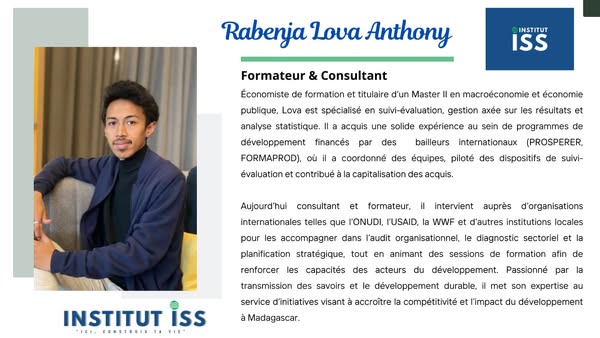 Rabenja Lova Anthony
INSTITUT
ISS
Formateur & Consultant
Économiste de formation et titulaire d'un Master II en macroéconomie et économie
publique, Lova est spécialisé en suivi-évaluation, gestion axée sur les résultats et
analyse statistique. Il a acquis une solide expérience au sein de programmes de
développement financés par des bailleurs internationaux (PROSPERER,
FORMAPROD), où il a coordonné des équipes, piloté des dispositifs de suivi-
évaluation et contribué à la capitalisation des acquis.
Aujourd'hui consultant et formateur, il intervient auprès d'organisations
internationales telles que l'ONUDI, l'USAID, la WWF et d'autres institutions locales
pour les accompagner dans l'audit organisationnel, le diagnostic sectoriel et la
planification stratégique, tout en animant des sessions de formation afin de
renforcer les capacités des acteurs du développement. Passionné par la
transmission des savoirs et le développement durable, il met son expertise au
service d'initiatives visant à accroître la compétitivité et l'impact du développement
à Madagascar.
INSTITUT ISS
"ICI, CONSTRUIS TA VIE"